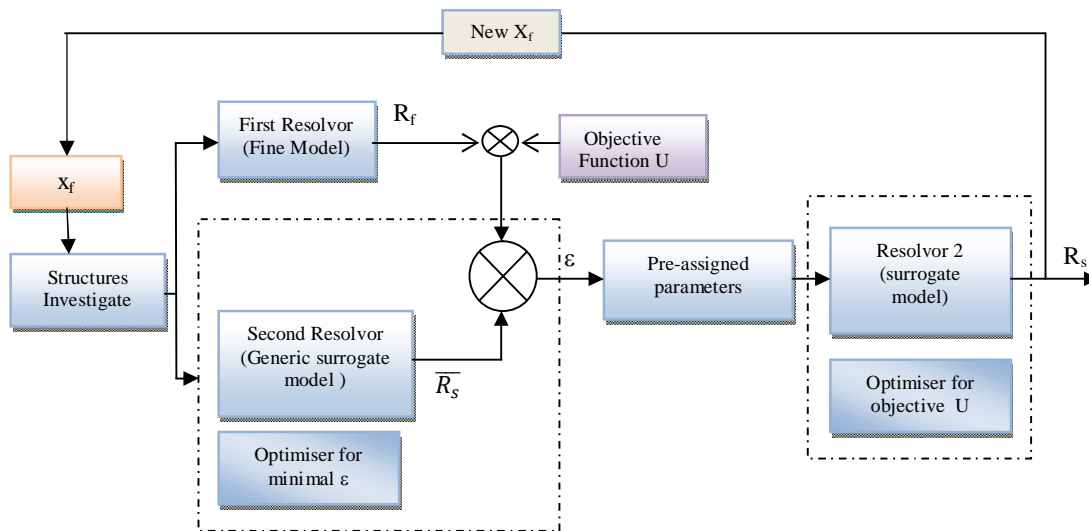 New X_f
First Resolvor
(Fine Model)
R_f
Objective
Function U
x_f
Structures
Investigate
ε
Pre-assigned
parameters
Resolvor 2
(surrogate
model)
R_s
Second Resolvor
(Generic surrogate
model )
\overline{R_s}
Optimiser for
objective U
Optimiser for
minimal ε